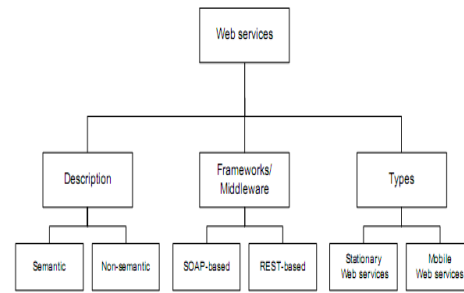 Web services
Description
Frameworks/
Middleware
Types
Semantic
Non-semantic
SOAP-based
REST-based
Stationary
Web services
Mobile
Web services